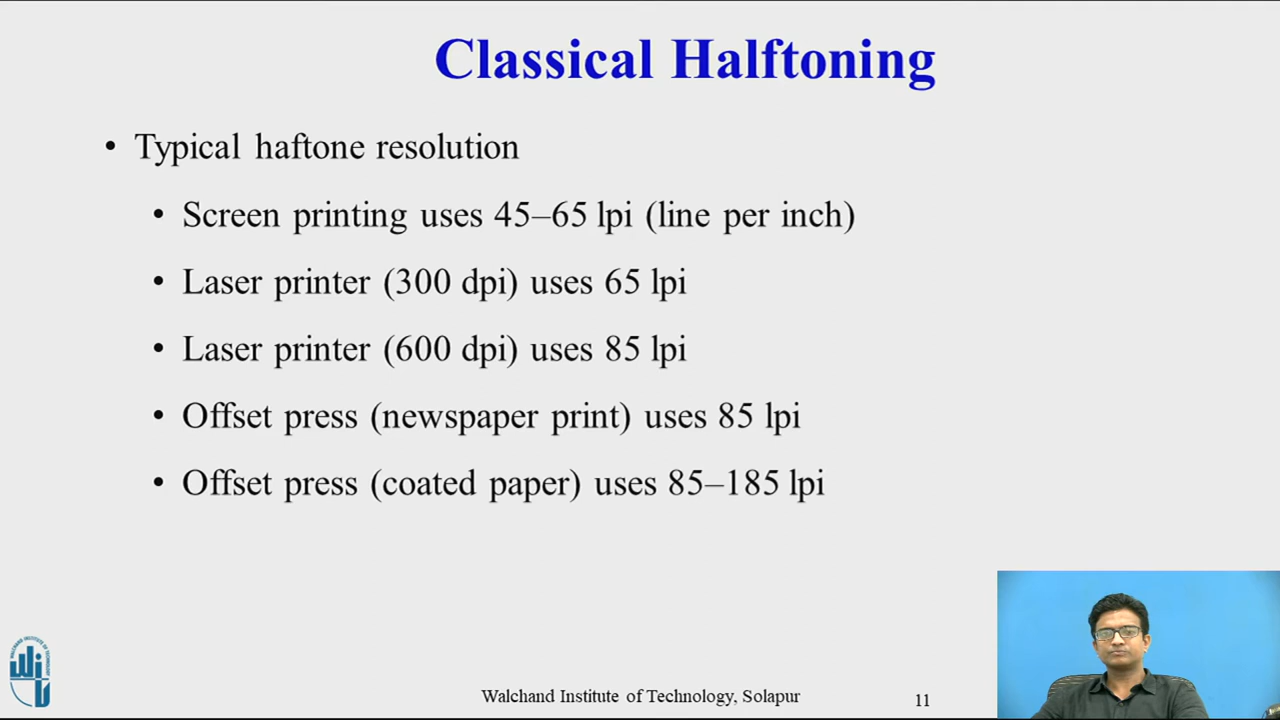 Classical Halftoning
• Typical haftone resolution
• Screen printing uses 45–65 lpi (line per inch)
• Laser printer (300 dpi) uses 65 lpi
• Laser printer (600 dpi) uses 85 lpi
• Offset press (newspaper print) uses 85 lpi
• Offset press (coated paper) uses 85–185 lpi
Walchand Institute of Technology, Solapur
11